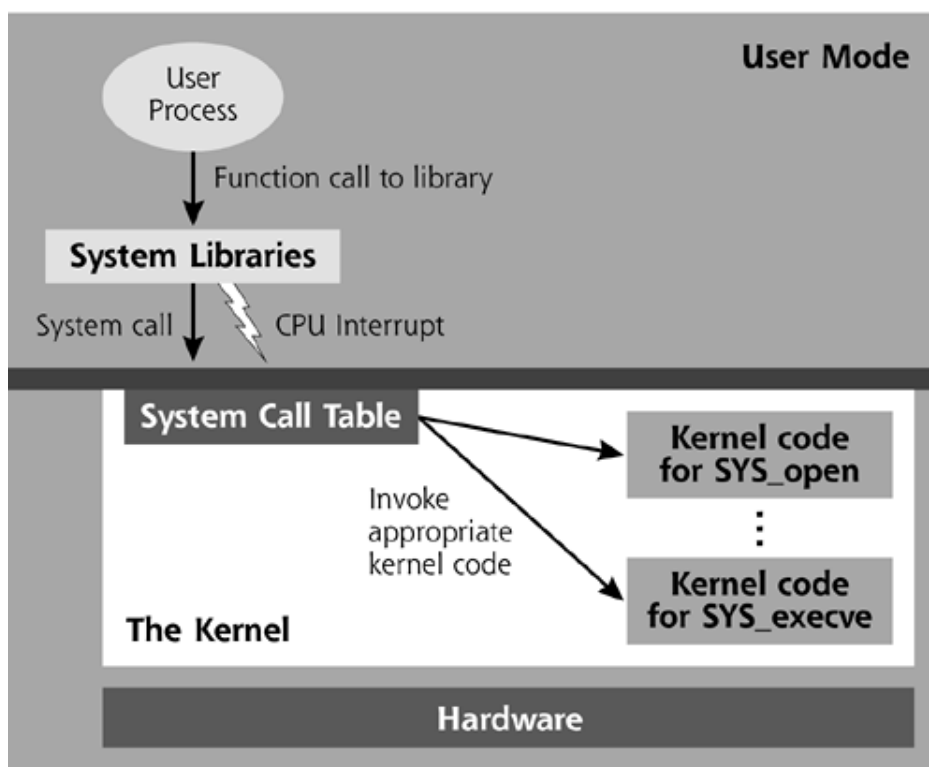 User Mode
User
Process
Function call to library
System Libraries
System call
CPU Interrupt
System Call Table
Kernel code
for SYS_open
Invoke
appropriate
kernel code
Kernel code
for SYS_execve
The Kernel
Hardware